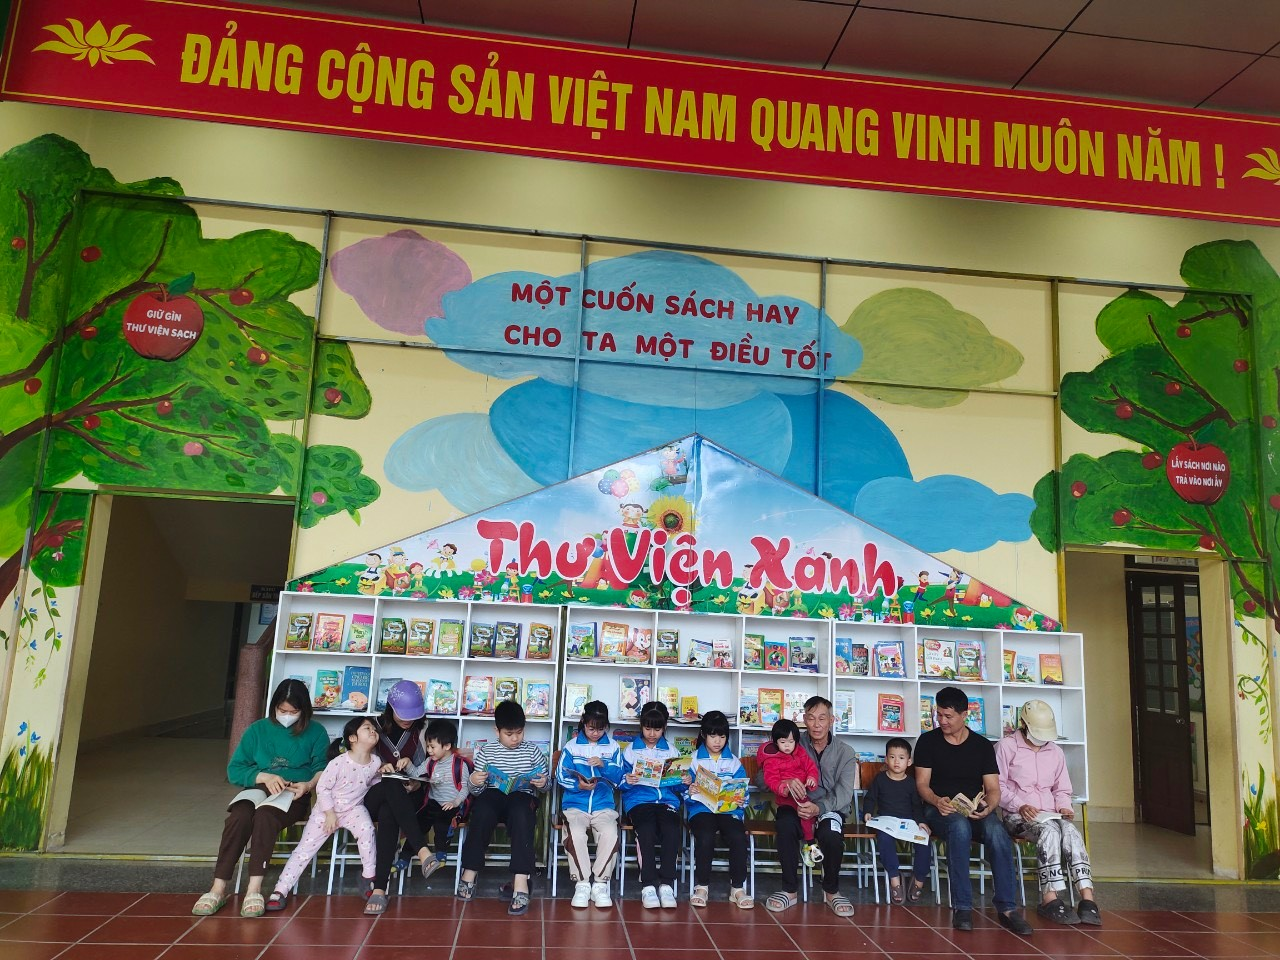 ĐẢNG CỘNG SẢN VIỆT NAM QUANG VINH MUÔN NĂM !
MỘT CUỐN SÁCH HAY
CHO TA MỘT ĐIỀU TỐT
GIỮ GÌN
THƯ VIỆN SẠCH
LẤY SÁCH NƠI NÀO
TRẢ VÀO NƠI ẤY
Thư Viện Xanh